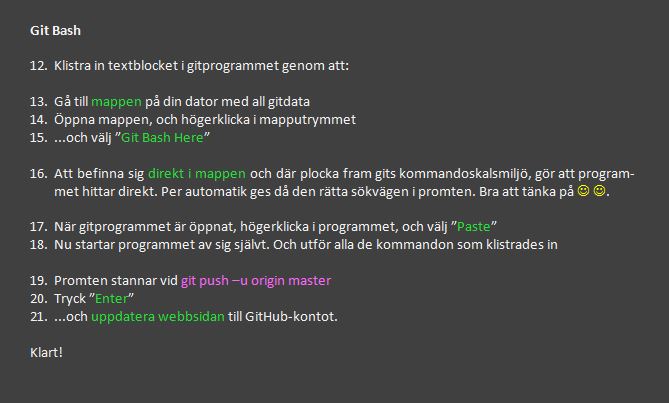 Git Bash
12. Klistra in textblocket i gitprogrammet genom att:
13. Gå till mappen på din dator med all gitdata
14. Öppna mappen, och högerklicka i mapputrymmet
15. ...och välj ”Git Bash Here”
16. Att befinna sig direkt i mappen och där plocka fram gits kommandoskalsmiljö, gör att program-
met hittar direkt. Per automatik ges då den rätta sökvägen i promten. Bra att tänka på ☺ ☺.
17. När gitprogrammet är öppnat, högerklicka i programmet, och välj ”Paste”
18. Nu startar programmet av sig självt. Och utför alla de kommandon som klistrades in
19. Promten stannar vid git push –u origin master
20. Tryck ”Enter”
21. ...och uppdatera webbsidan till GitHub-kontot.
Klart!